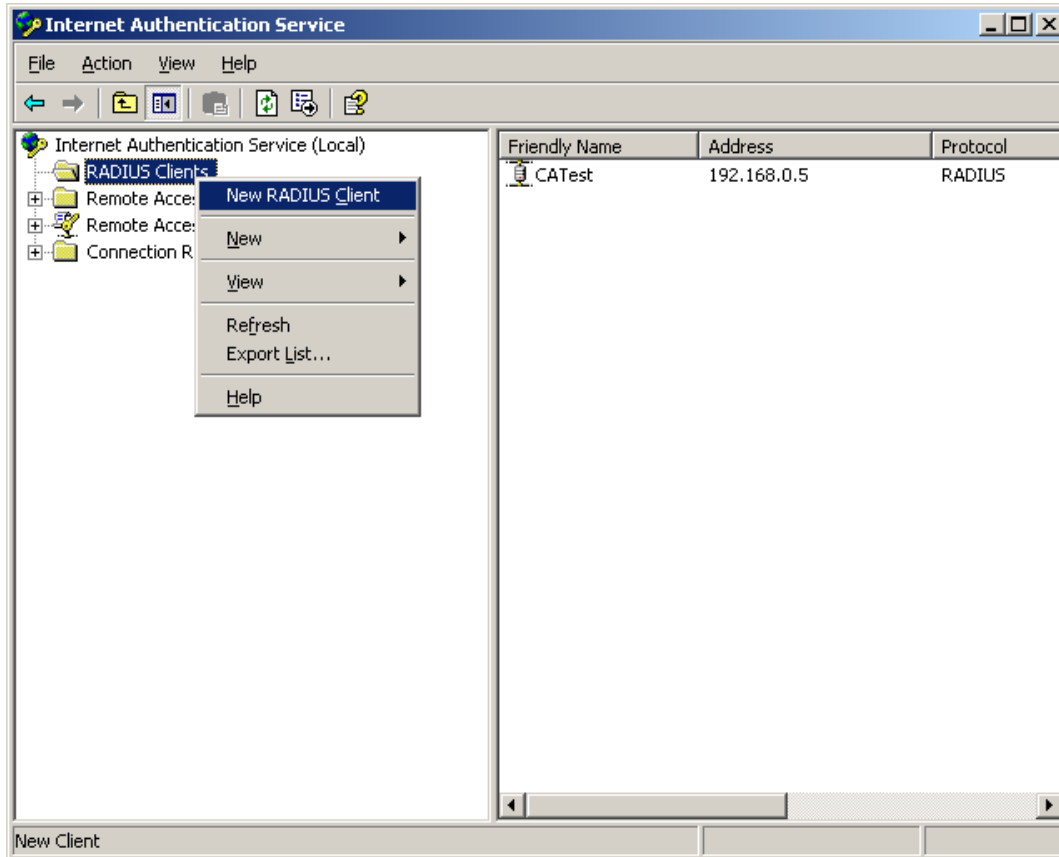 Internet Authentication Service
File Action View Help
Internet Authentication Service (Local)
RADIUS Clients
Remote Acce
Remote Acce
Connection R
New RADIUS Client
New
View
Refresh
Export List...
Help
Friendly Name Address Protocol
CATest 192.168.0.5 RADIUS
New Client